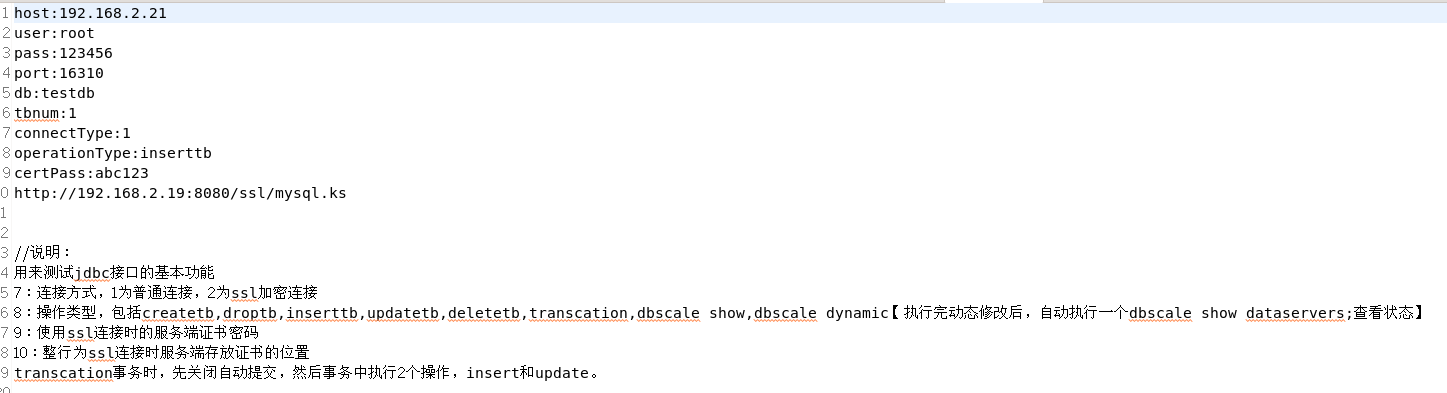 1 host:192.168.2.21
2 user:root
3 pass:123456
4 port:16310
5 db:testdb
6 tbnum:1
7 connectType:1
8 operationType:inserttb
9 certPass:abc123
0 http://192.168.2.19:8080/ssl/mysql.ks
1
2
3 //说明：
4 用来测试jdbc接口的基本功能
5 7：连接方式，1为普通连接，2为ssl加密连接
6 8：操作类型，包括createtb,droptb,inserttb,updatetb,deletetb,transcation,dbscale show,dbscale dynamic【 执行完动态修改后，自动执行一个dbscale show dataservers;查看状态】
7 9：使用ssl连接时的服务端证书密码
8 10：整行为ssl连接时服务端存放证书的位置
9 transcation事务时，先关闭自动提交，然后事务中执行2个操作，insert和update。